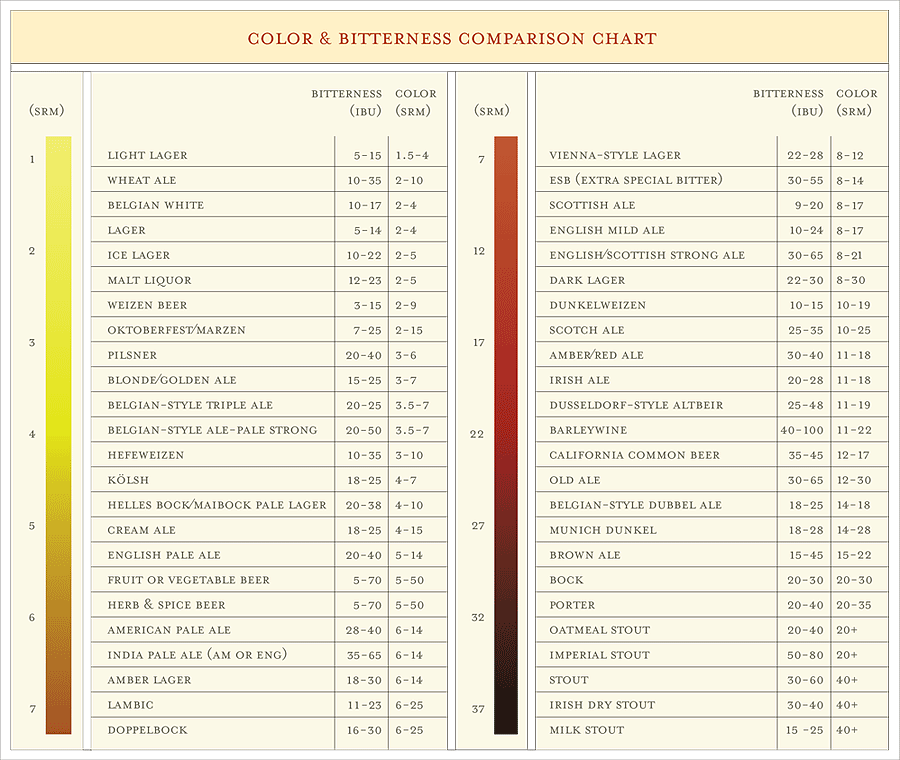 COLOR & BITTERNESS COMPARISON CHART
(SRM)
BITTERNESS (IBU) COLOR (SRM)
1
2
3
4
5
6
7
LIGHT LAGER 5-15 1.5-4
WHEAT ALE 10-35 2-10
BELGIAN WHITE 10-17 2-4
LAGER 5-14 2-4
ICE LAGER 10-22 2-5
MALT LIQUOR 12-23 2-5
WEIZEN BEER 3-15 2-9
OKTOBERFEST/MARZEN 7-25 2-15
PILSNER 20-40 3-6
BLONDE/GOLDEN ALE 15-25 3-7
BELGIAN-STYLE TRIPLE ALE 20-25 3.5-7
BELGIAN-STYLE ALE-PALE STRONG 20-50 3.5-7
HEFEWEIZEN 10-35 3-10
KÖLSH 18-25 4-7
HELLES BOCK/MAIBOCK PALE LAGER 20-38 4-10
CREAM ALE 18-25 4-15
ENGLISH PALE ALE 20-40 5-14
FRUIT OR VEGETABLE BEER 5-70 5-50
HERB & SPICE BEER 5-70 5-50
AMERICAN PALE ALE 28-40 6-14
INDIA PALE ALE (AM OR ENG) 35-65 6-14
AMBER LAGER 18-30 6-14
LAMBIC 11-23 6-25
DOPPELBOCK 16-30 6-25
(SRM)
BITTERNESS (IBU) COLOR (SRM)
7
12
17
22
27
32
37
VIENNA-STYLE LAGER 22-28 8-12
ESB (EXTRA SPECIAL BITTER) 30-55 8-14
SCOTTISH ALE 9-20 8-17
ENGLISH MILD ALE 10-24 8-17
ENGLISH/SCOTTISH STRONG ALE 30-65 8-21
DARK LAGER 22-30 8-30
DUNKELWEIZEN 10-15 10-19
SCOTCH ALE 25-35 10-25
AMBER/RED ALE 30-40 11-18
IRISH ALE 20-28 11-18
DUSSELDORF-STYLE ALTBEIR 25-48 11-19
BARLEYWINE 40-100 11-22
CALIFORNIA COMMON BEER 35-45 12-17
OLD ALE 30-65 12-30
BELGIAN-STYLE DUBBEL ALE 18-25 14-18
MUNICH DUNKEL 18-28 14-28
BROWN ALE 15-45 15-22
BOCK 20-30 20-30
PORTER 20-40 20-35
OATMEAL STOUT 20-40 20+
IMPERIAL STOUT 50-80 20+
STOUT 30-60 40+
IRISH DRY STOUT 30-40 40+
MILK STOUT 15 -25 40+